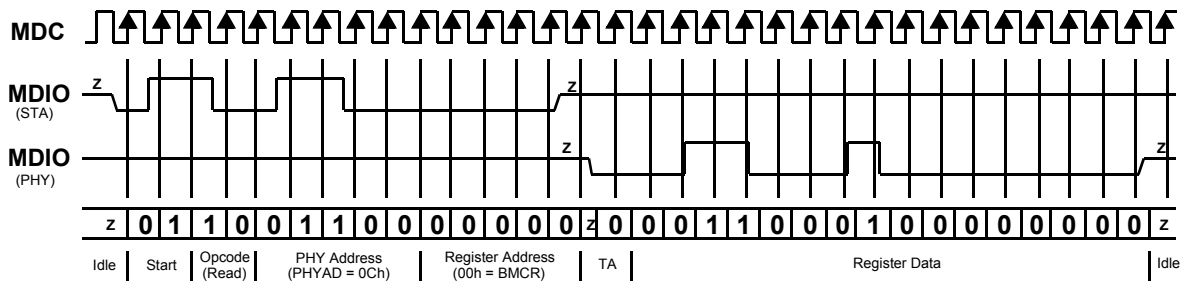 MDC
z z
MDIO
(STA)
MDIO z z
(PHY)
z 0 1 1 0 0 1 1 0 0 0 0 0 0 0 z 0 0 0 1 1 0 0 0 1 0 0 0 0 0 0 0 0 z
Idle Start Opcode PHY Address Register Address TA Register Data Idle
(Read) (PHYAD = 0Ch) (00h = BMCR)